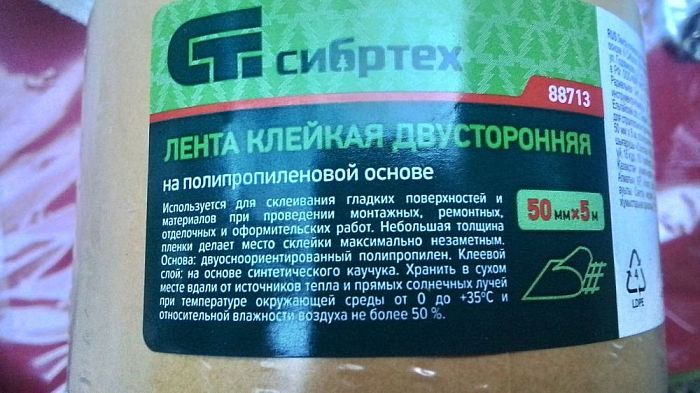 СТ сибртех
88713
ЛЕНТА КЛЕЙКАЯ ДВУСТОРОННЯЯ
на полипропиленовой основе
Используется для склеивания гладких поверхностей и
материалов при проведении монтажных, ремонтных,
отделочных и оформительских работ. Небольшая толщина
пленки делает место склейки максимально незаметным.
Основа: двусноориентированный полипропилен. Клеевой
слой: на основе синтетического каучука. Хранить в сухом
месте вдали от источников тепла и прямых солнечных лучей
при температуре окружающей среды от 0 до +35°С и
относительной влажности воздуха не более 50 %.
50 мм×5 м
4
LDPE